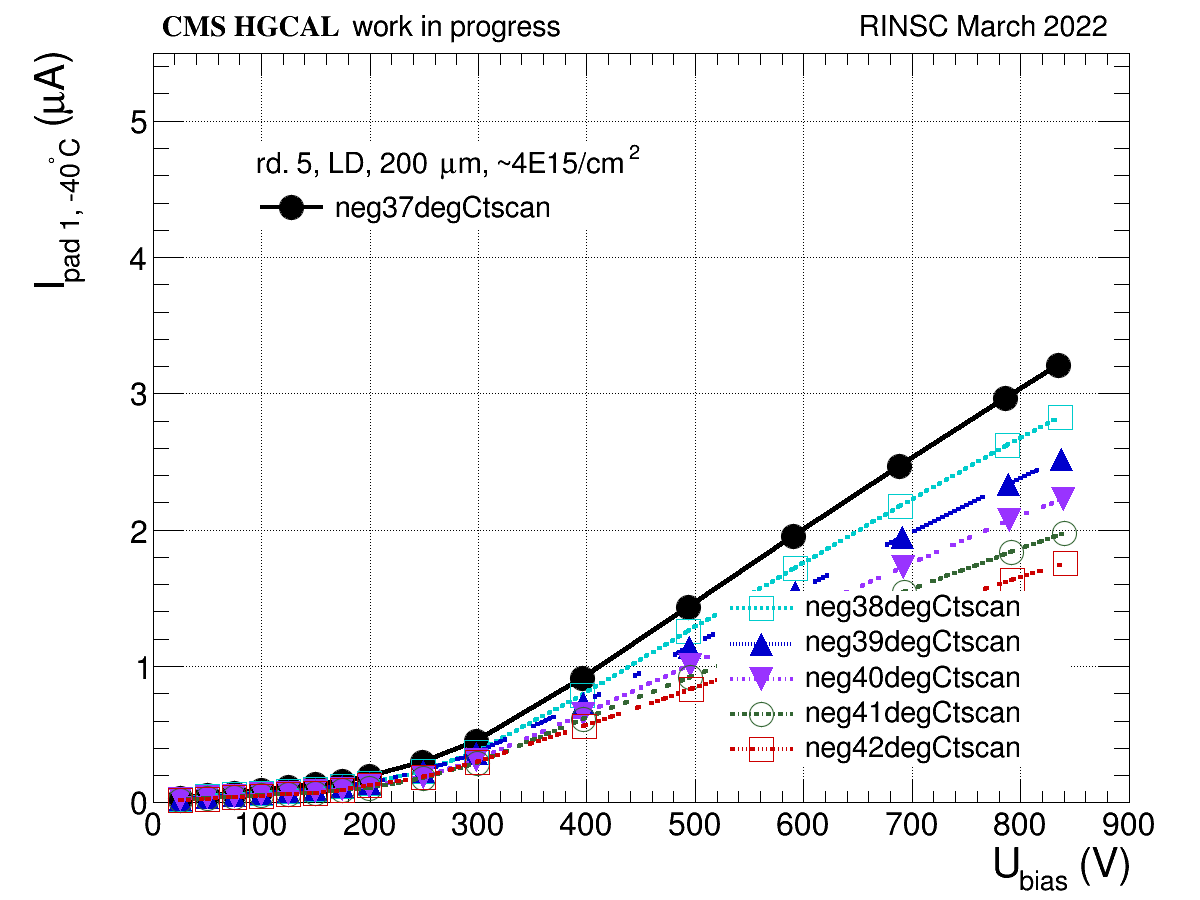 CMS HGCAL work in progress RINSC March 2022
I pad 1, -40°C (μA)
5
4
3
2
1
0
rd. 5, LD, 200 μm, ~4E15/cm²
neg37degCtscan
neg38degCtscan
neg39degCtscan
neg40degCtscan
neg41degCtscan
neg42degCtscan
0 100 200 300 400 500 600 700 800 900
U bias (V)